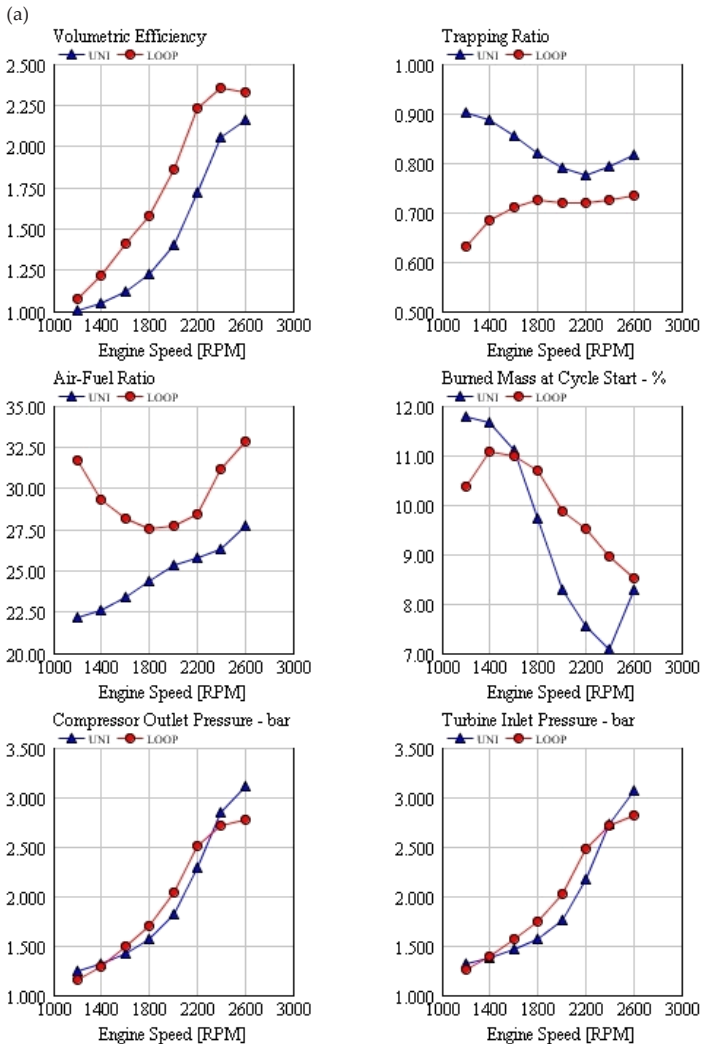 (a)
Volumetric Efficiency
UNI LOOP
2.500
2.250
2.000
1.750
1.500
1.250
1.000
1000 1400 1800 2200 2600 3000
Engine Speed [RPM]
Trapping Ratio
UNI LOOP
1.000
0.900
0.800
0.700
0.600
0.500
1000 1400 1800 2200 2600 3000
Engine Speed [RPM]
Air-Fuel Ratio
UNI LOOP
35.00
32.50
30.00
27.50
25.00
22.50
20.00
1000 1400 1800 2200 2600 3000
Engine Speed [RPM]
Burned Mass at Cycle Start - %
UNI LOOP
12.00
11.00
10.00
9.00
8.00
7.00
1000 1400 1800 2200 2600 3000
Engine Speed [RPM]
Compressor Outlet Pressure - bar
UNI LOOP
3.500
3.000
2.500
2.000
1.500
1.000
1000 1400 1800 2200 2600 3000
Engine Speed [RPM]
Turbine Inlet Pressure - bar
UNI LOOP
3.500
3.000
2.500
2.000
1.500
1.000
1000 1400 1800 2200 2600 3000
Engine Speed [RPM]